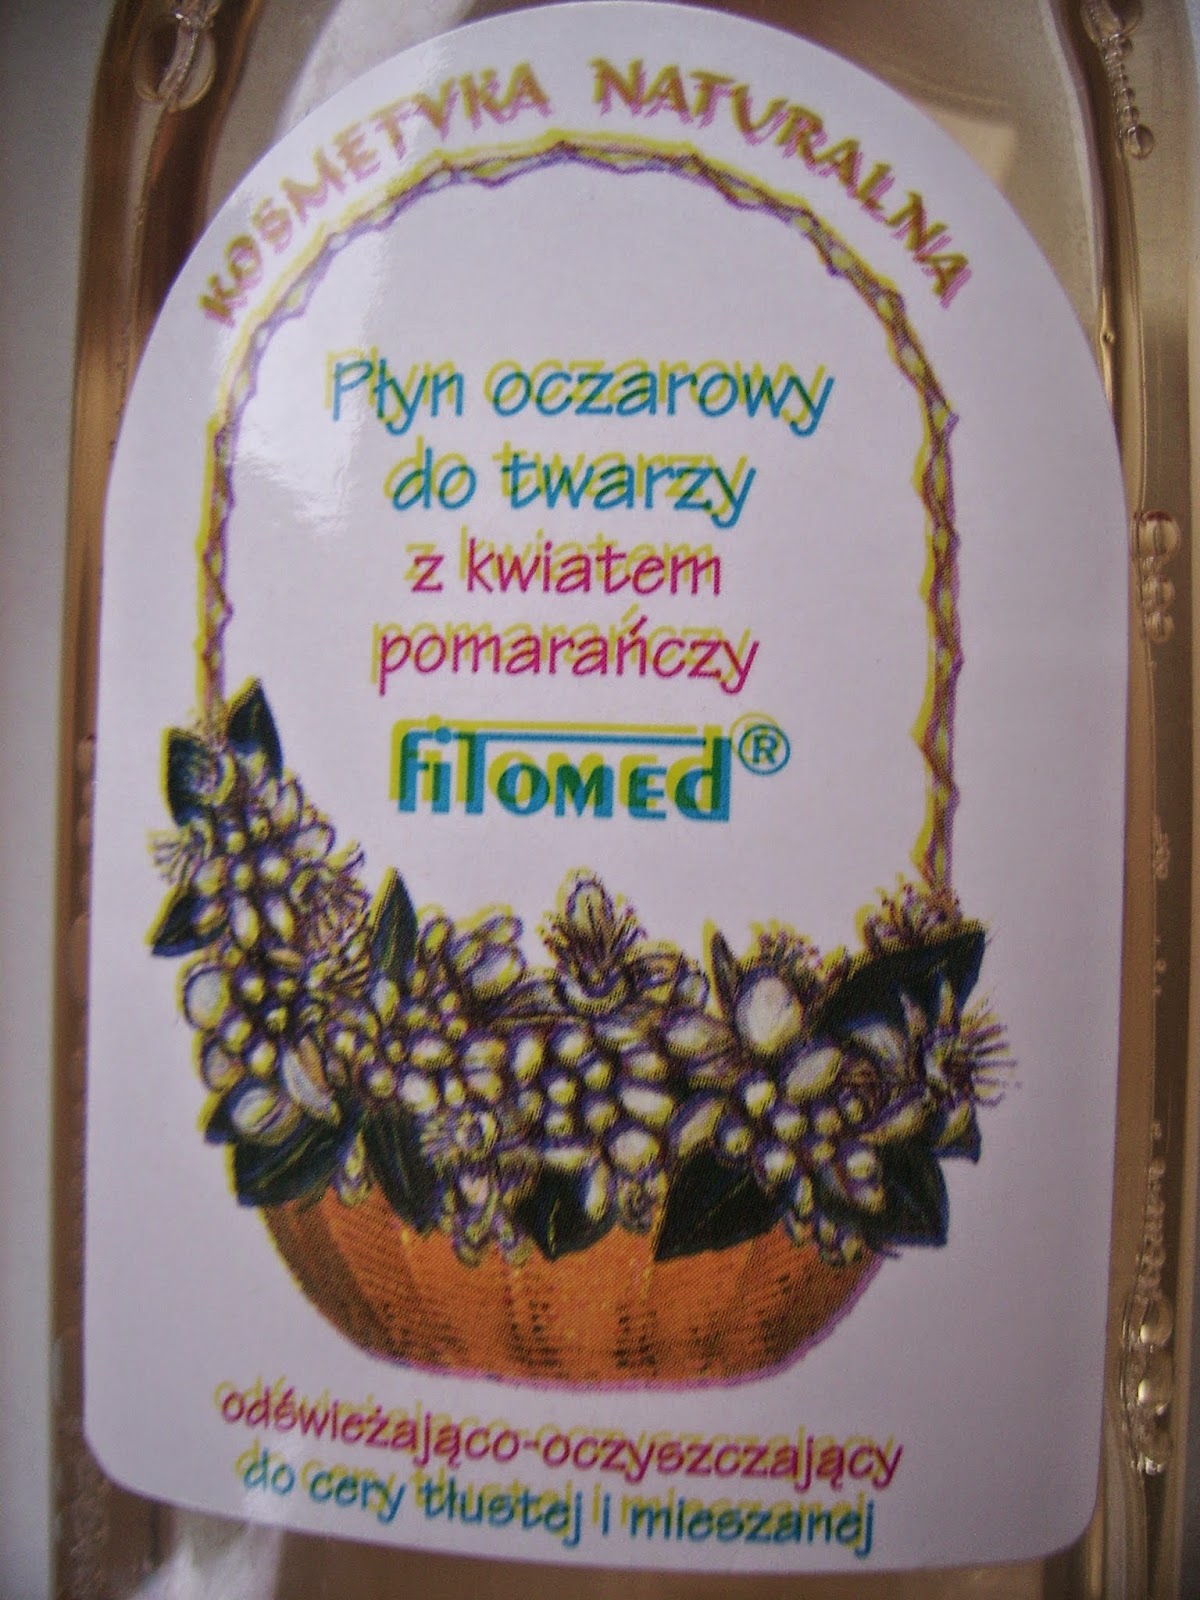 KOSMETYKA NATURALNA
Płyn oczarowy
do twarzy
z kwiatem
pomarańczy
fiTOMEd®
odświeżająco-oczyszczający
do cery tłustej i mieszanej